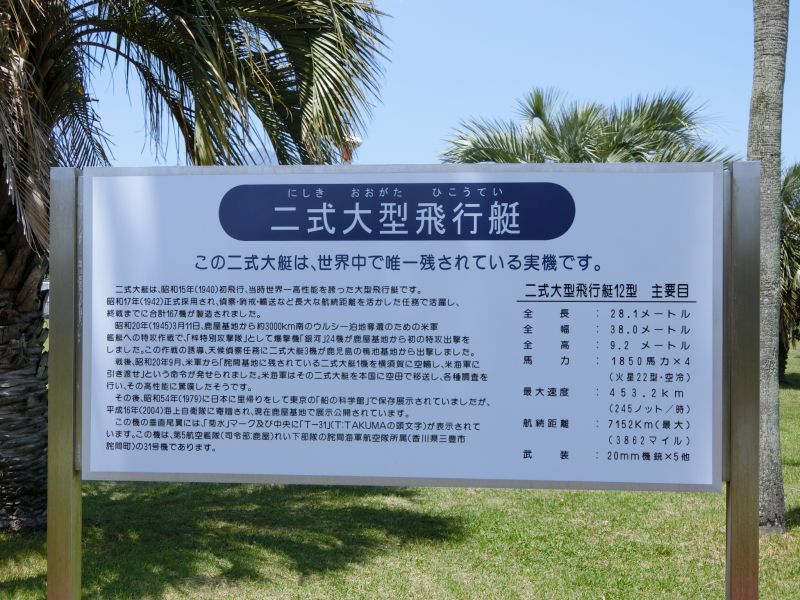 にしき おおがた ひこうてい
二式大型飛行艇
この二式大艇は、世界中で唯一残されている実機です。
二式大艇は、昭和15年(1940)初飛行、当時世界一高性能を誇った大型飛行艇です。
昭和17年(1942)正式採用され、偵察・哨戒・輸送など長大な航続距離を活かした任務で活躍し、
終戦までに合計167機が製造されました。
昭和20年(1945)3月11日、鹿屋基地から約3000km南のウルシー泊地奪還のための米軍
艦艇への特攻作戦で、「梓特別攻撃隊」として爆撃機「銀河」24機が鹿屋基地から初の特攻出撃を
しました。この作戦の誘導、天候偵察任務に二式大艇3機が鹿児島の鴨池基地から出撃しました。
戦後、昭和20年9月、米軍から「詫間基地に残されている二式大艇1機を横須賀に空輸し、米海軍に
引き渡せ」という命令が発せられました。米海軍はその二式大艇を本国に空母で移送し、各種調査を
行い、その高性能に驚嘆したそうです。
その後、昭和54年(1979)に日本に里帰りをして東京の「船の科学館」で保存展示されていましたが、
平成16年(2004)海上自衛隊に寄贈され、現在鹿屋基地で展示公開されています。
この機の垂直尾翼には、「菊水」マーク及び中央に「T-31」(T:TAKUMAの頭文字)が表示されて
います。この機は、第5航空艦隊(司令部:鹿屋)れい下部隊の詫間海軍航空隊所属(香川県三豊市
詫間町)の31号機であります。
二式大型飛行艇12型 主要目
全長 : 28.1メートル
全幅 : 38.0メートル
全高 : 9.2 メートル
馬力 : 1850馬力×4
(火星22型・空冷)
最大速度 : 453.2km
(245ノット/時)
航続距離 : 7152Km(最大)
(3862マイル)
武装 : 20mm機銃×5他